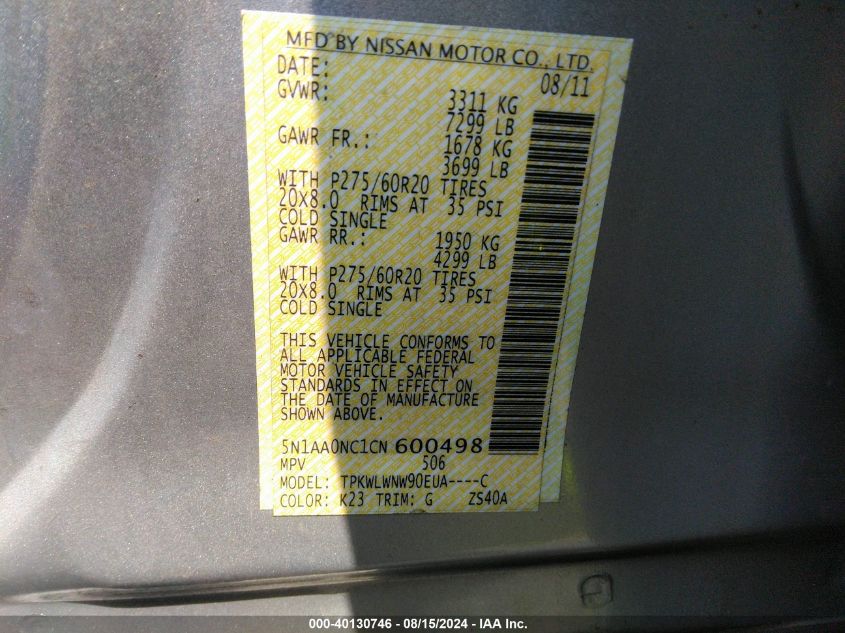 MFD BY NISSAN MOTOR CO., LTD.
DATE: 08/11
GVWR: 3311 KG
7299 LB
GAWR FR.: 1678 KG
3699 LB
WITH P275/60R20 TIRES
20X8.0 RIMS AT 35 PSI
COLD SINGLE
GAWR RR.: 1950 KG
4299 LB
WITH P275/60R20 TIRES
20X8.0 RIMS AT 35 PSI
COLD SINGLE
THIS VEHICLE CONFORMS TO
ALL APPLICABLE FEDERAL
MOTOR VEHICLE SAFETY
STANDARDS IN EFFECT ON
THE DATE OF MANUFACTURE
SHOWN ABOVE.
5N1AA0NC1CN 600498
MPV 506
MODEL: TPKWLWNW90EUA----C
COLOR: K23 TRIM: G ZS40A
000-40130746 - 08/15/2024 - IAA Inc.